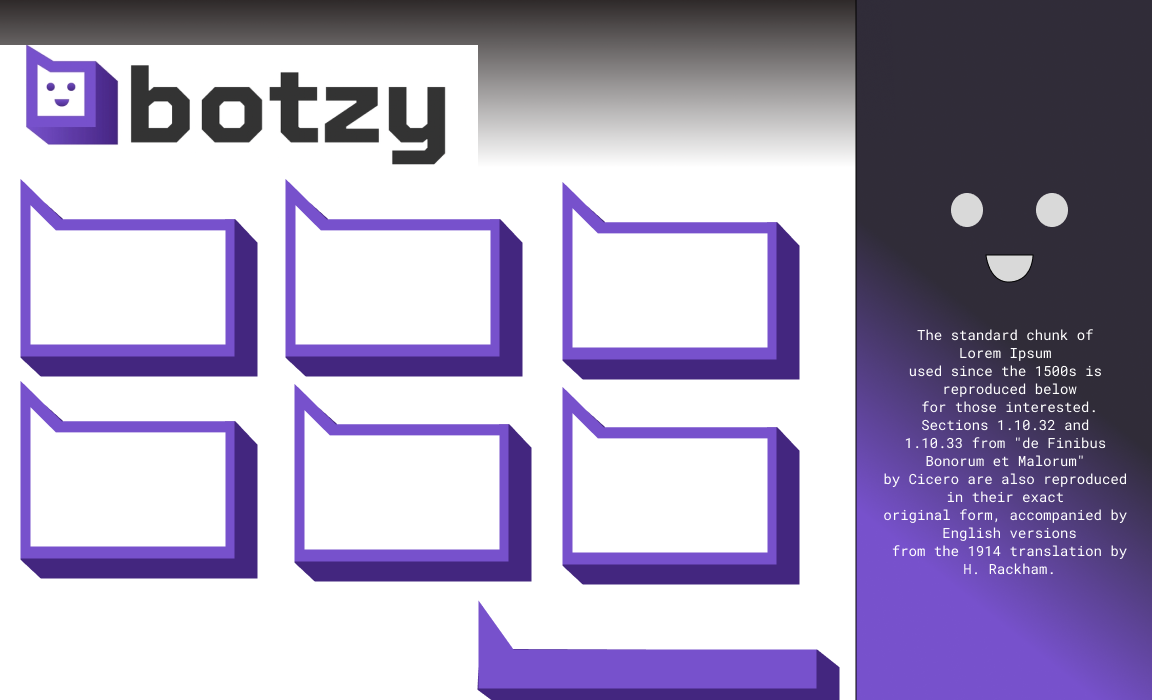 botzy
The standard chunk of
Lorem Ipsum
used since the 1500s is
reproduced below
for those interested.
Sections 1.10.32 and
1.10.33 from "de Finibus
Bonorum et Malorum"
by Cicero are also reproduced
in their exact
original form, accompanied by
English versions
from the 1914 translation by
H. Rackham.